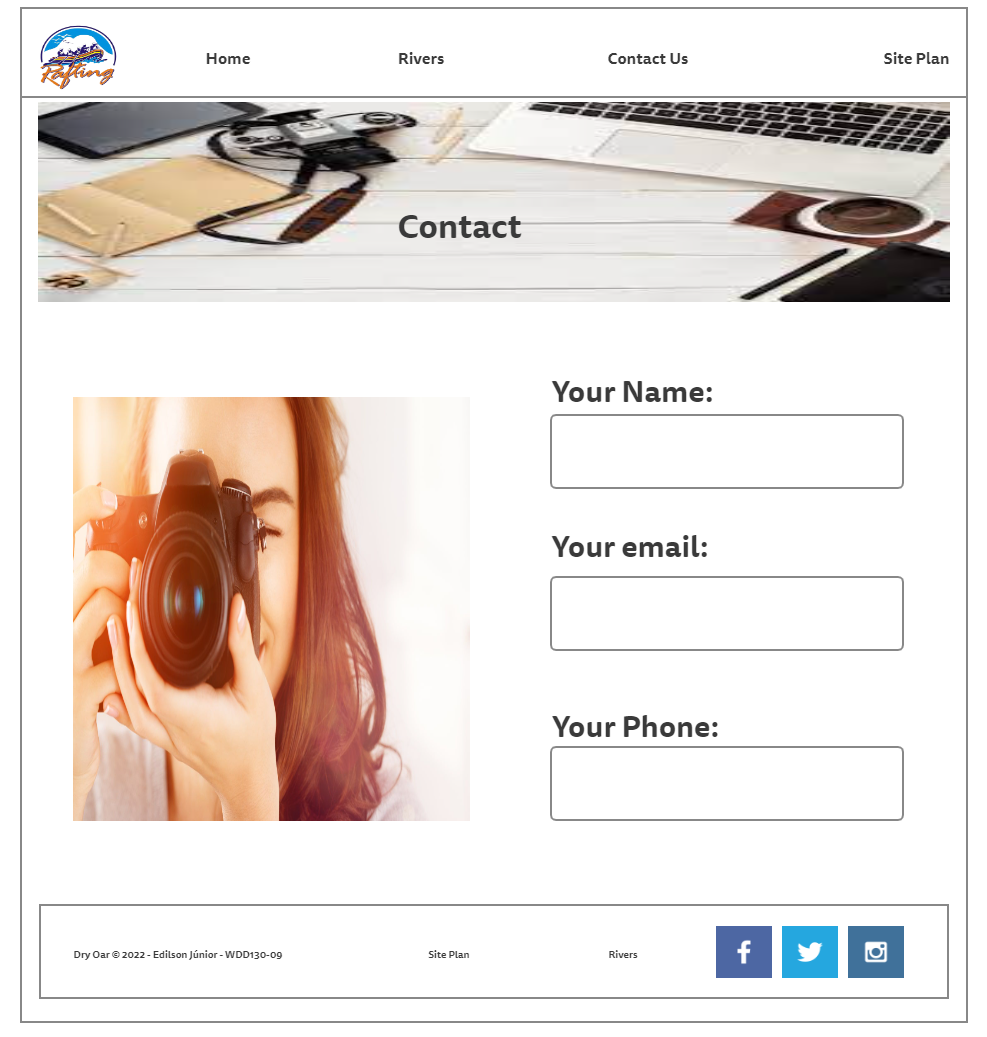 Rafting
Home Rivers Contact Us Site Plan
Contact
Your Name:
Your email:
Your Phone:
Dry Oar © 2022 - Edilson Júnior - WDD130-09 Site Plan Rivers